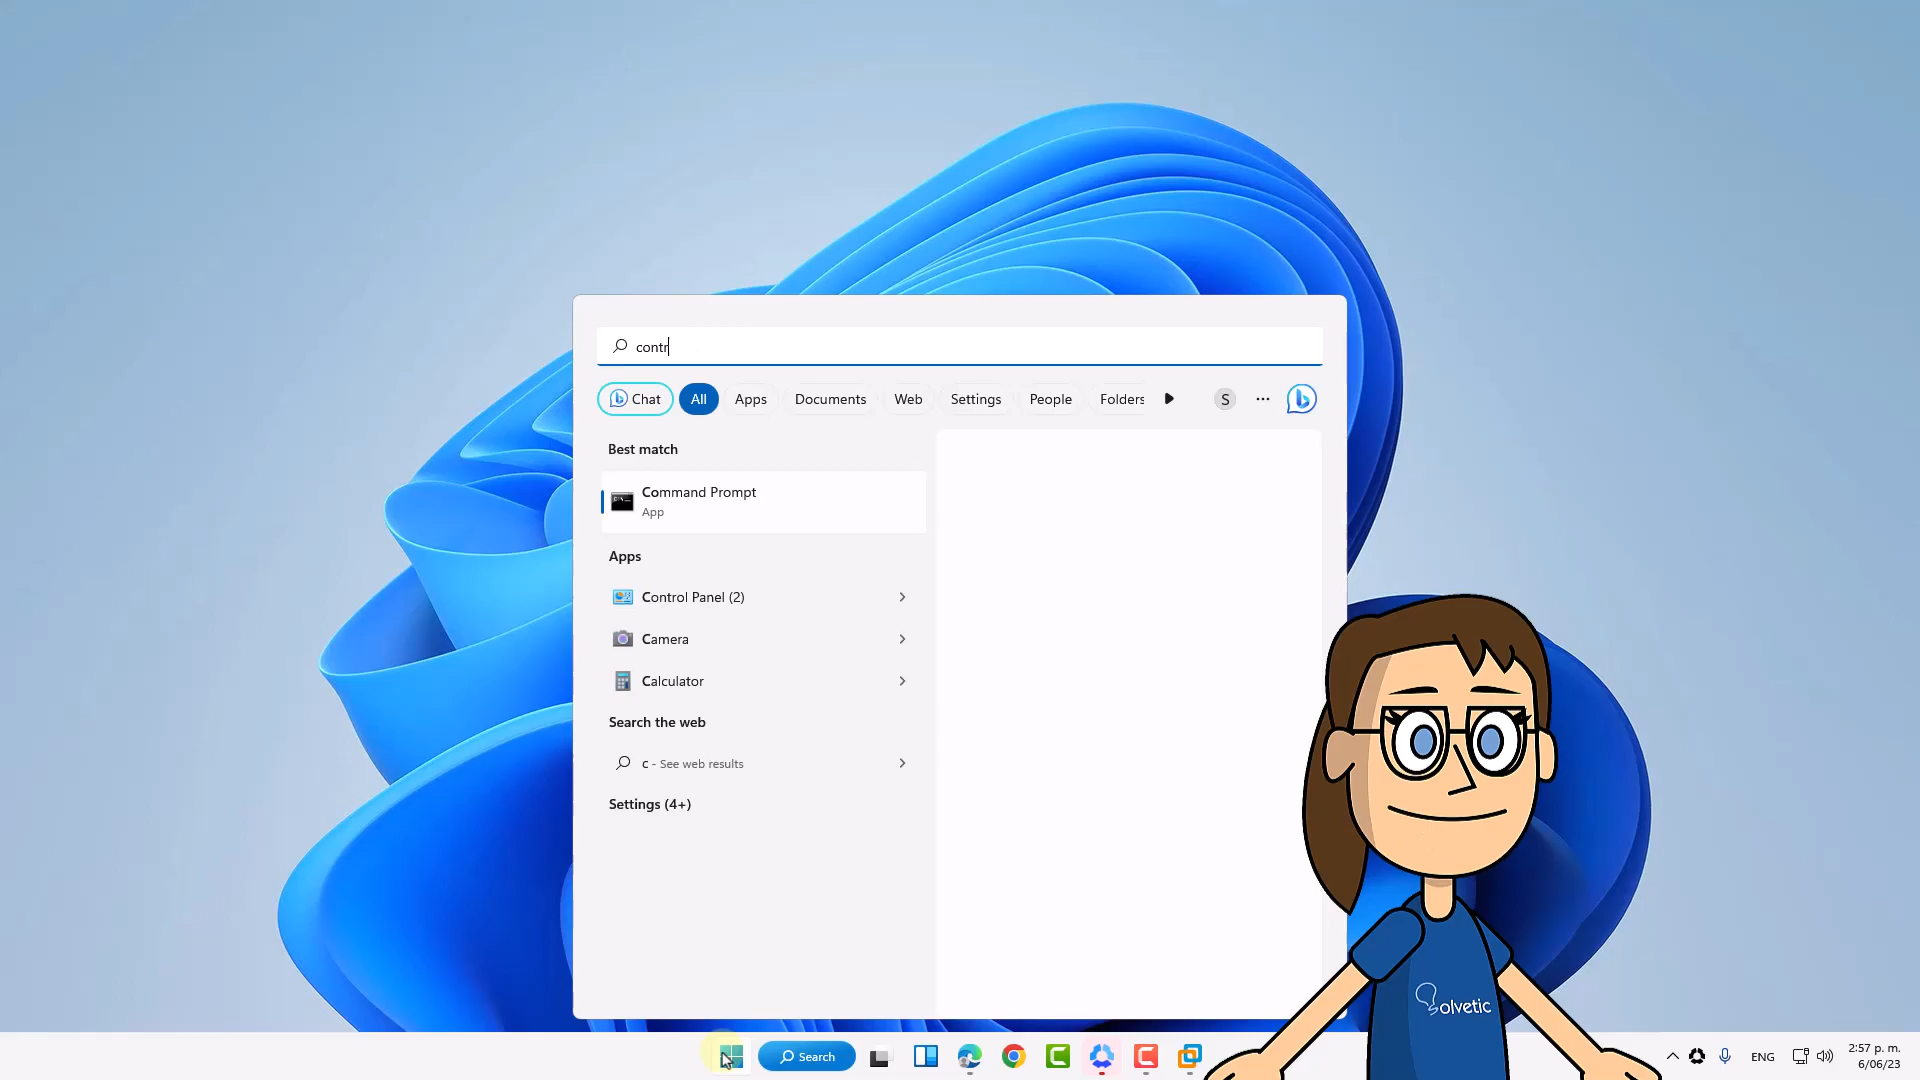 contr
Chat All Apps Documents Web Settings People Folders S
Best match
Command Prompt
App
Apps
Control Panel (2)
Camera
Calculator
Search the web
c - See web results
Settings (4+)
Solvetic
Search ENG 2:57 p. m.
6/06/23